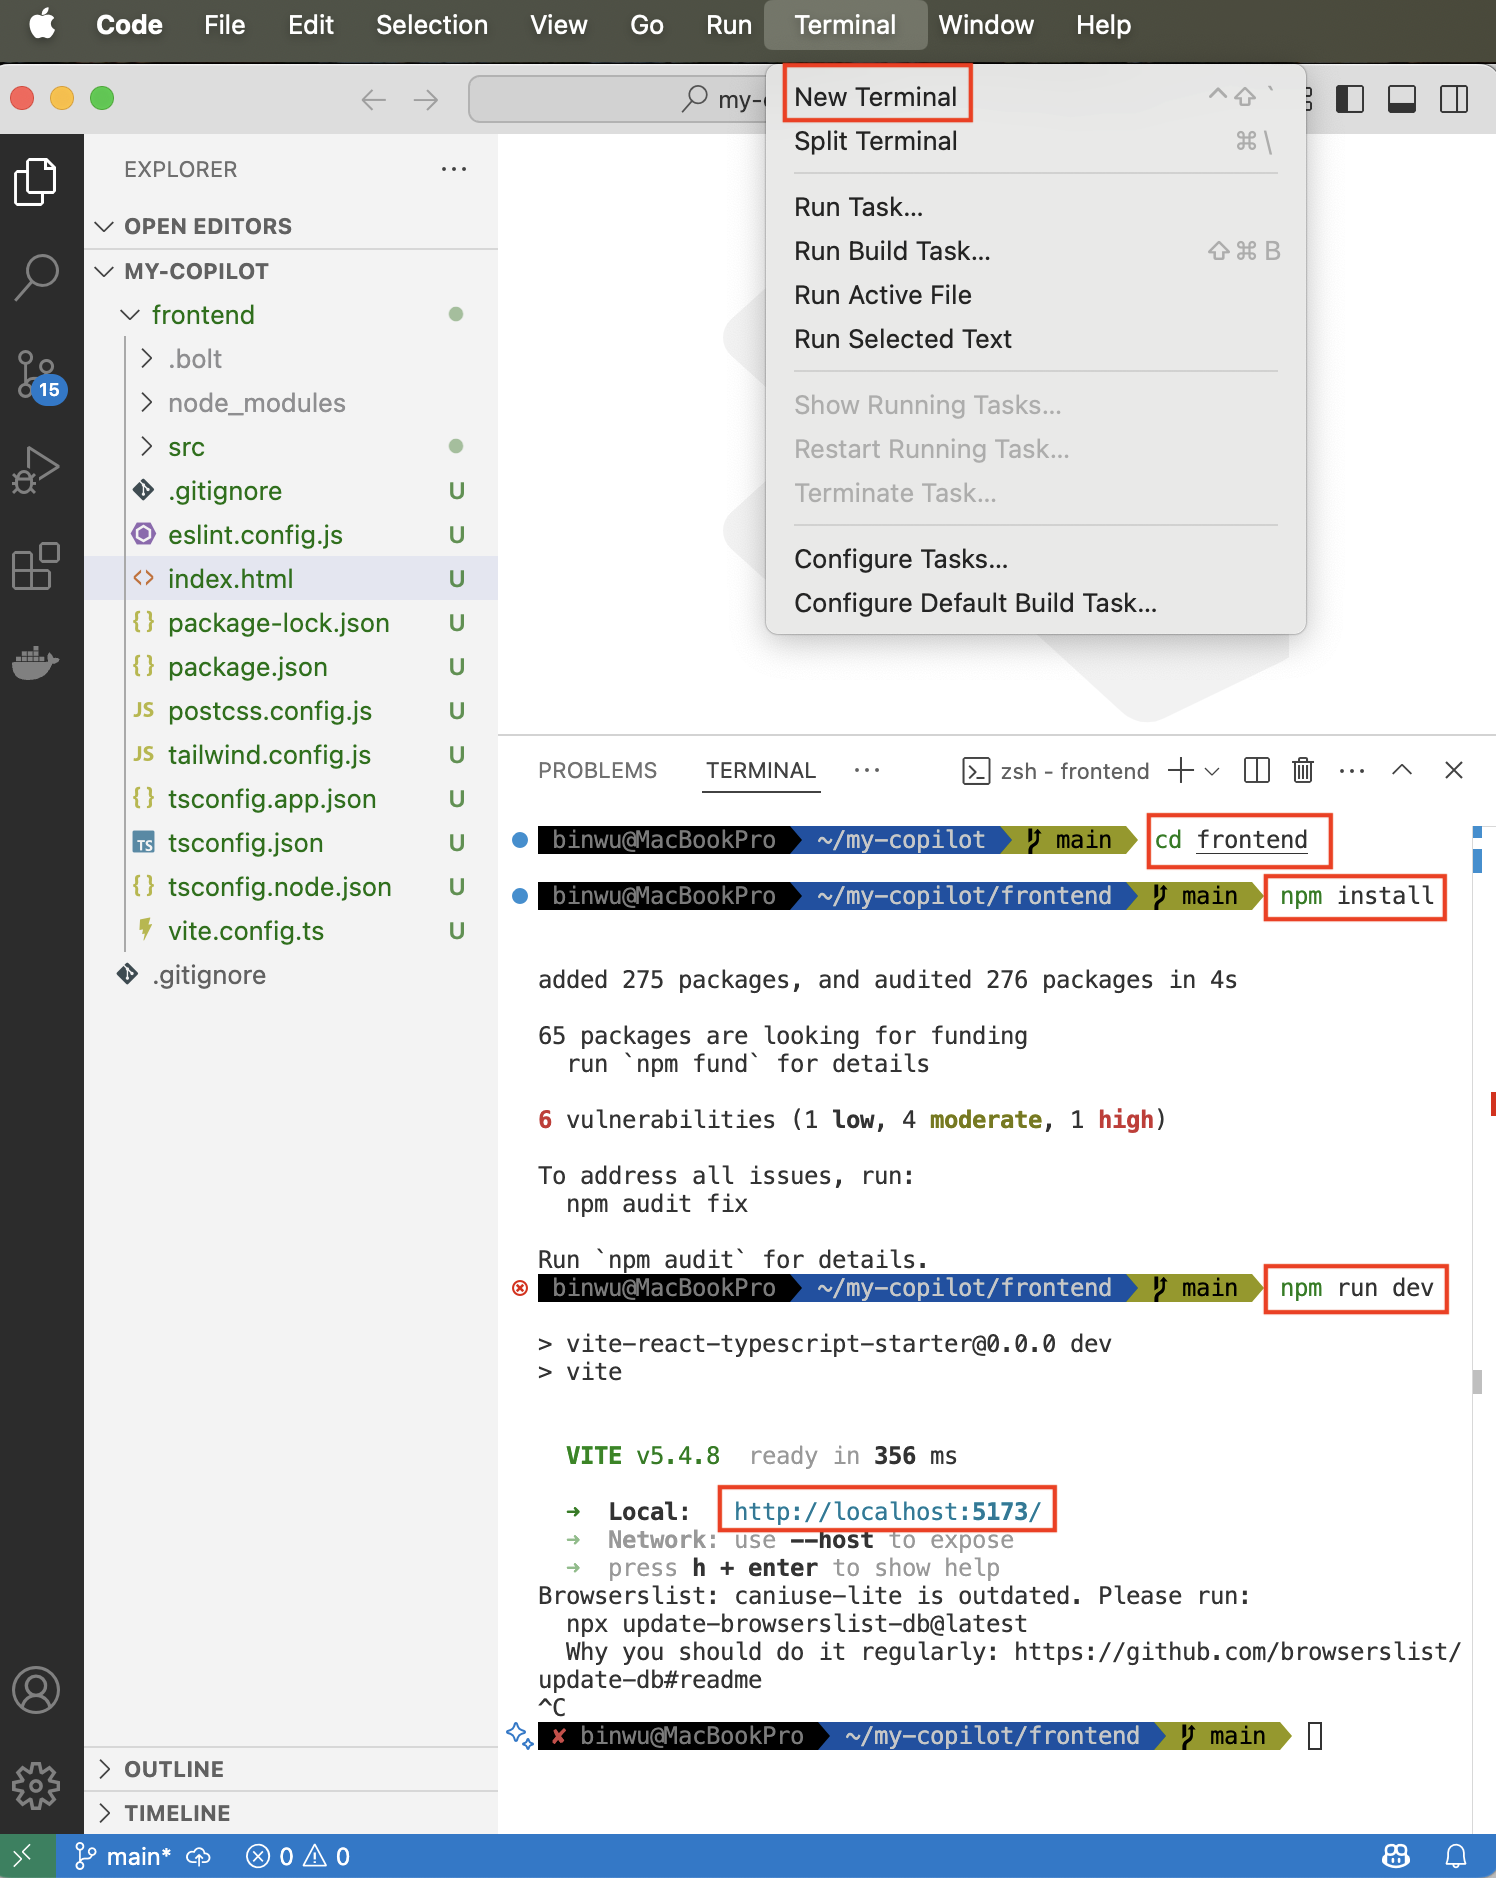 Code File Edit Selection View Go Run Terminal Window Help
my-
New Terminal ^⇧`
Split Terminal ⌘\
Run Task...
Run Build Task... ⇧⌘B
Run Active File
Run Selected Text
Show Running Tasks...
Restart Running Task...
Terminate Task...
Configure Tasks...
Configure Default Build Task...
EXPLORER
OPEN EDITORS
MY-COPILOT
frontend
.bolt
node_modules
src
.gitignore U
eslint.config.js U
index.html U
package-lock.json U
package.json U
JS postcss.config.js U
JS tailwind.config.js U
tsconfig.app.json U
TS tsconfig.json U
tsconfig.node.json U
vite.config.ts U
.gitignore
15
OUTLINE
TIMELINE
PROBLEMS TERMINAL ... zsh - frontend
binwu@MacBookPro ~/my-copilot main cd frontend
binwu@MacBookPro ~/my-copilot/frontend main npm install
added 275 packages, and audited 276 packages in 4s
65 packages are looking for funding
run `npm fund` for details
6 vulnerabilities (1 low, 4 moderate, 1 high)
To address all issues, run:
npm audit fix
Run `npm audit` for details.
binwu@MacBookPro ~/my-copilot/frontend main npm run dev
> vite-react-typescript-starter@0.0.0 dev
> vite
VITE v5.4.8 ready in 356 ms
➜ Local: http://localhost:5173/
➜ Network: use --host to expose
➜ press h + enter to show help
Browserslist: caniuse-lite is outdated. Please run:
npx update-browserslist-db@latest
Why you should do it regularly: https://github.com/browserslist/
update-db#readme
^C
✘ binwu@MacBookPro ~/my-copilot/frontend main
main* 0 0